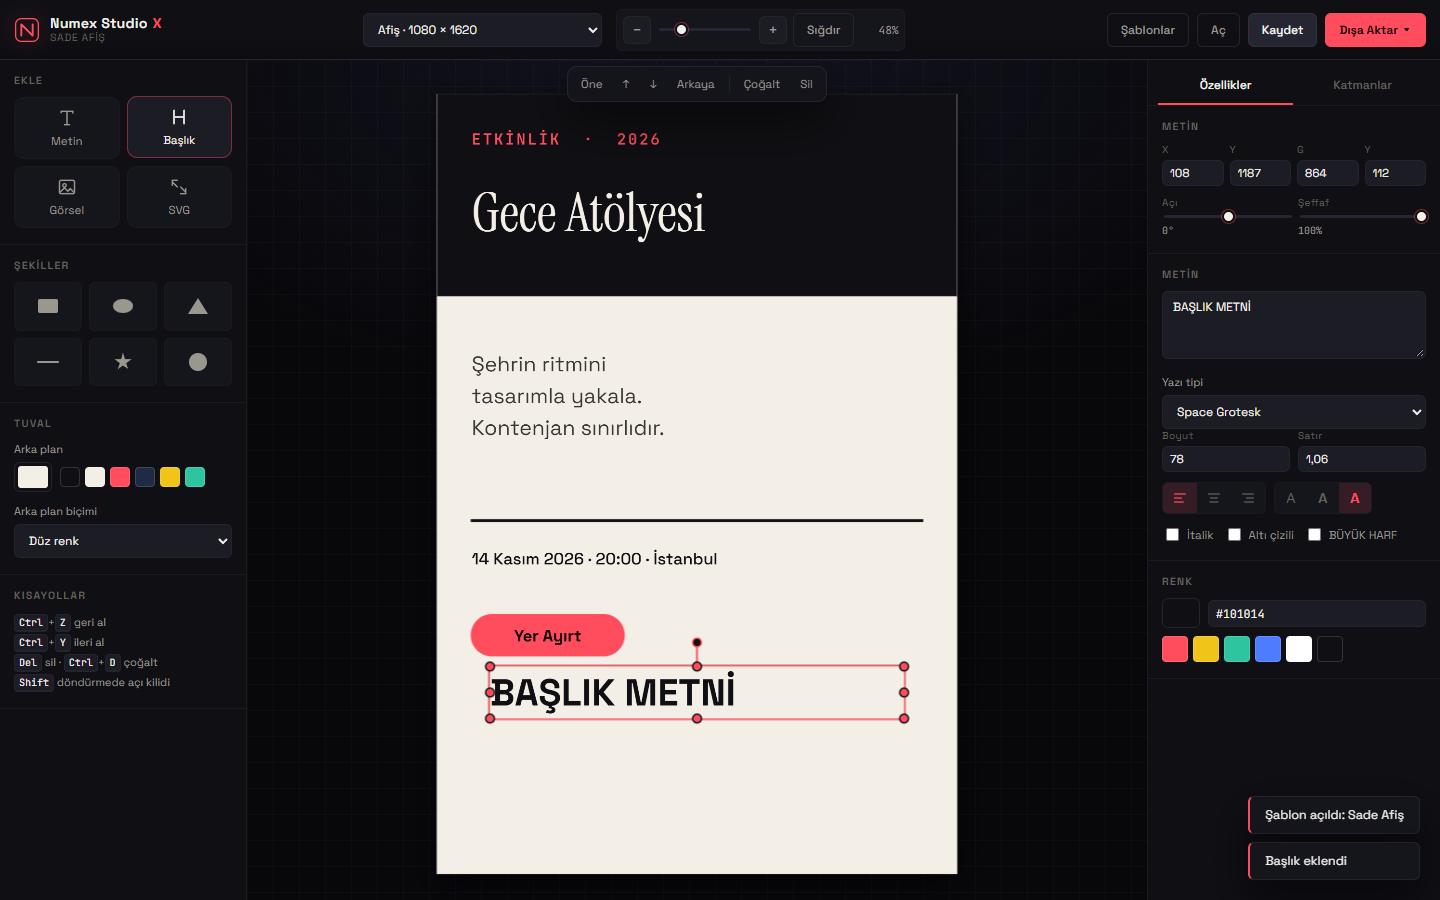 Numex Studio X
SADE AFİŞ
Afiş · 1080 × 1620
−
+
Sığdır
48%
Şablonlar
Aç
Kaydet
Dışa Aktar
EKLE
T
Metin
H
Başlık
Görsel
SVG
ŞEKİLLER
TUVAL
Arka plan
Arka plan biçimi
Düz renk
KISAYOLLAR
Ctrl + Z geri al
Ctrl + Y ileri al
Del sil · Ctrl + D çoğalt
Shift döndürmede açı kilidi
Öne ↑ ↓ Arkaya Çoğalt Sil
ETKİNLİK · 2026
Gece Atölyesi
Şehrin ritmini
tasarımla yakala.
Kontenjan sınırlıdır.
14 Kasım 2026 · 20:00 · İstanbul
Yer Ayırt
BAŞLIK METNİ
Özellikler
Katmanlar
METİN
X Y G Y
108 1187 864 112
Açı Şeffaf
0° 100%
METİN
BAŞLIK METNİ
Yazı tipi
Space Grotesk
Boyut Satır
78 1,06
A A A
İtalik Altı çizili BÜYÜK HARF
RENK
#101014
Şablon açıldı: Sade Afiş
Başlık eklendi